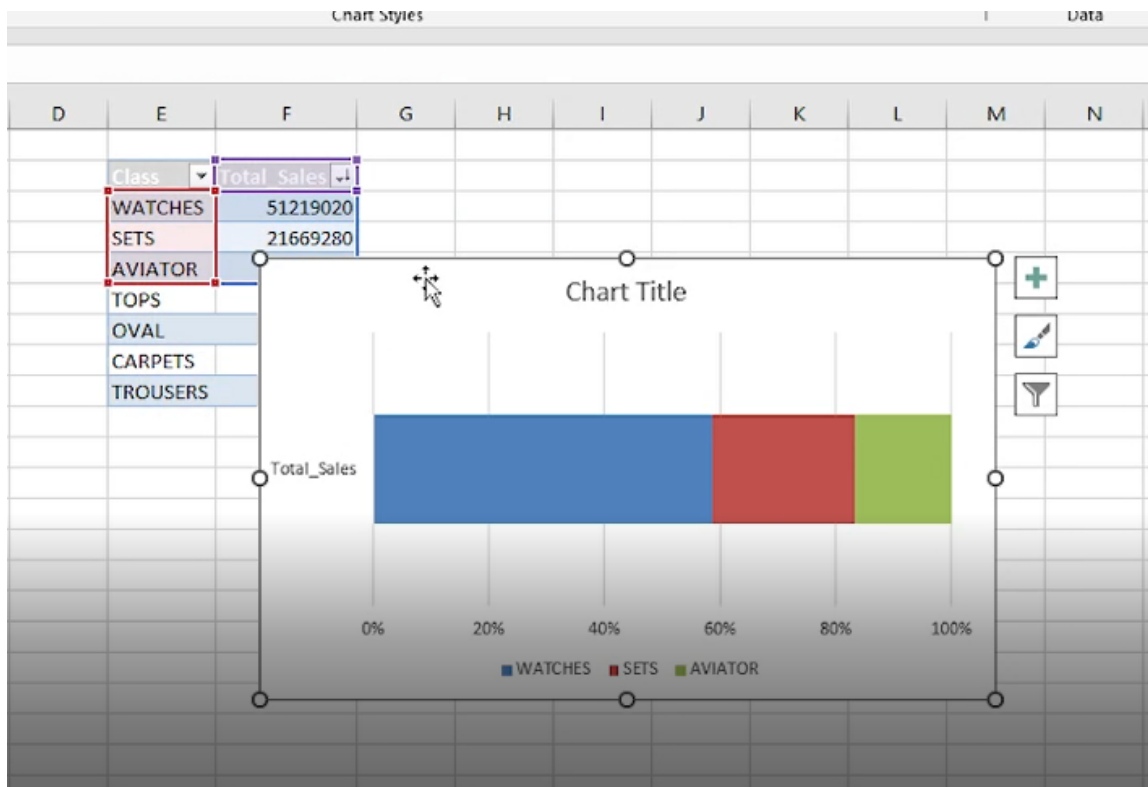 Chart Styles Data
D E F G H I J K L M N
Class Total_Sales
WATCHES 51219020
SETS 21669280
AVIATOR
Chart Title
TOPS
OVAL
CARPETS
TROUSERS
Total_Sales
0% 20% 40% 60% 80% 100%
WATCHES SETS AVIATOR